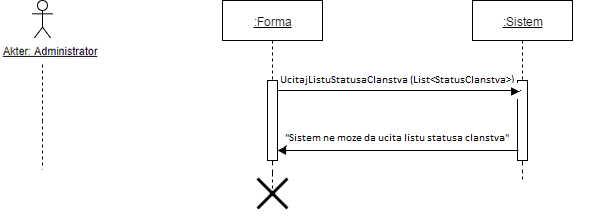 :Forma
:Sistem
Akter: Administrator
UcitajListuStatusaClanstva (List<StatusClanstva>)
"Sistem ne moze da ucita listu statusa clanstva"